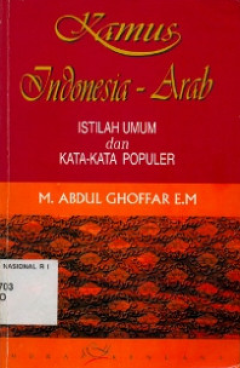 Kamus
Indonesia - Arab
ISTILAH UMUM
dan
KATA-KATA POPULER
M. ABDUL GHOFFAR E.M
NASIONAL R I
703
O